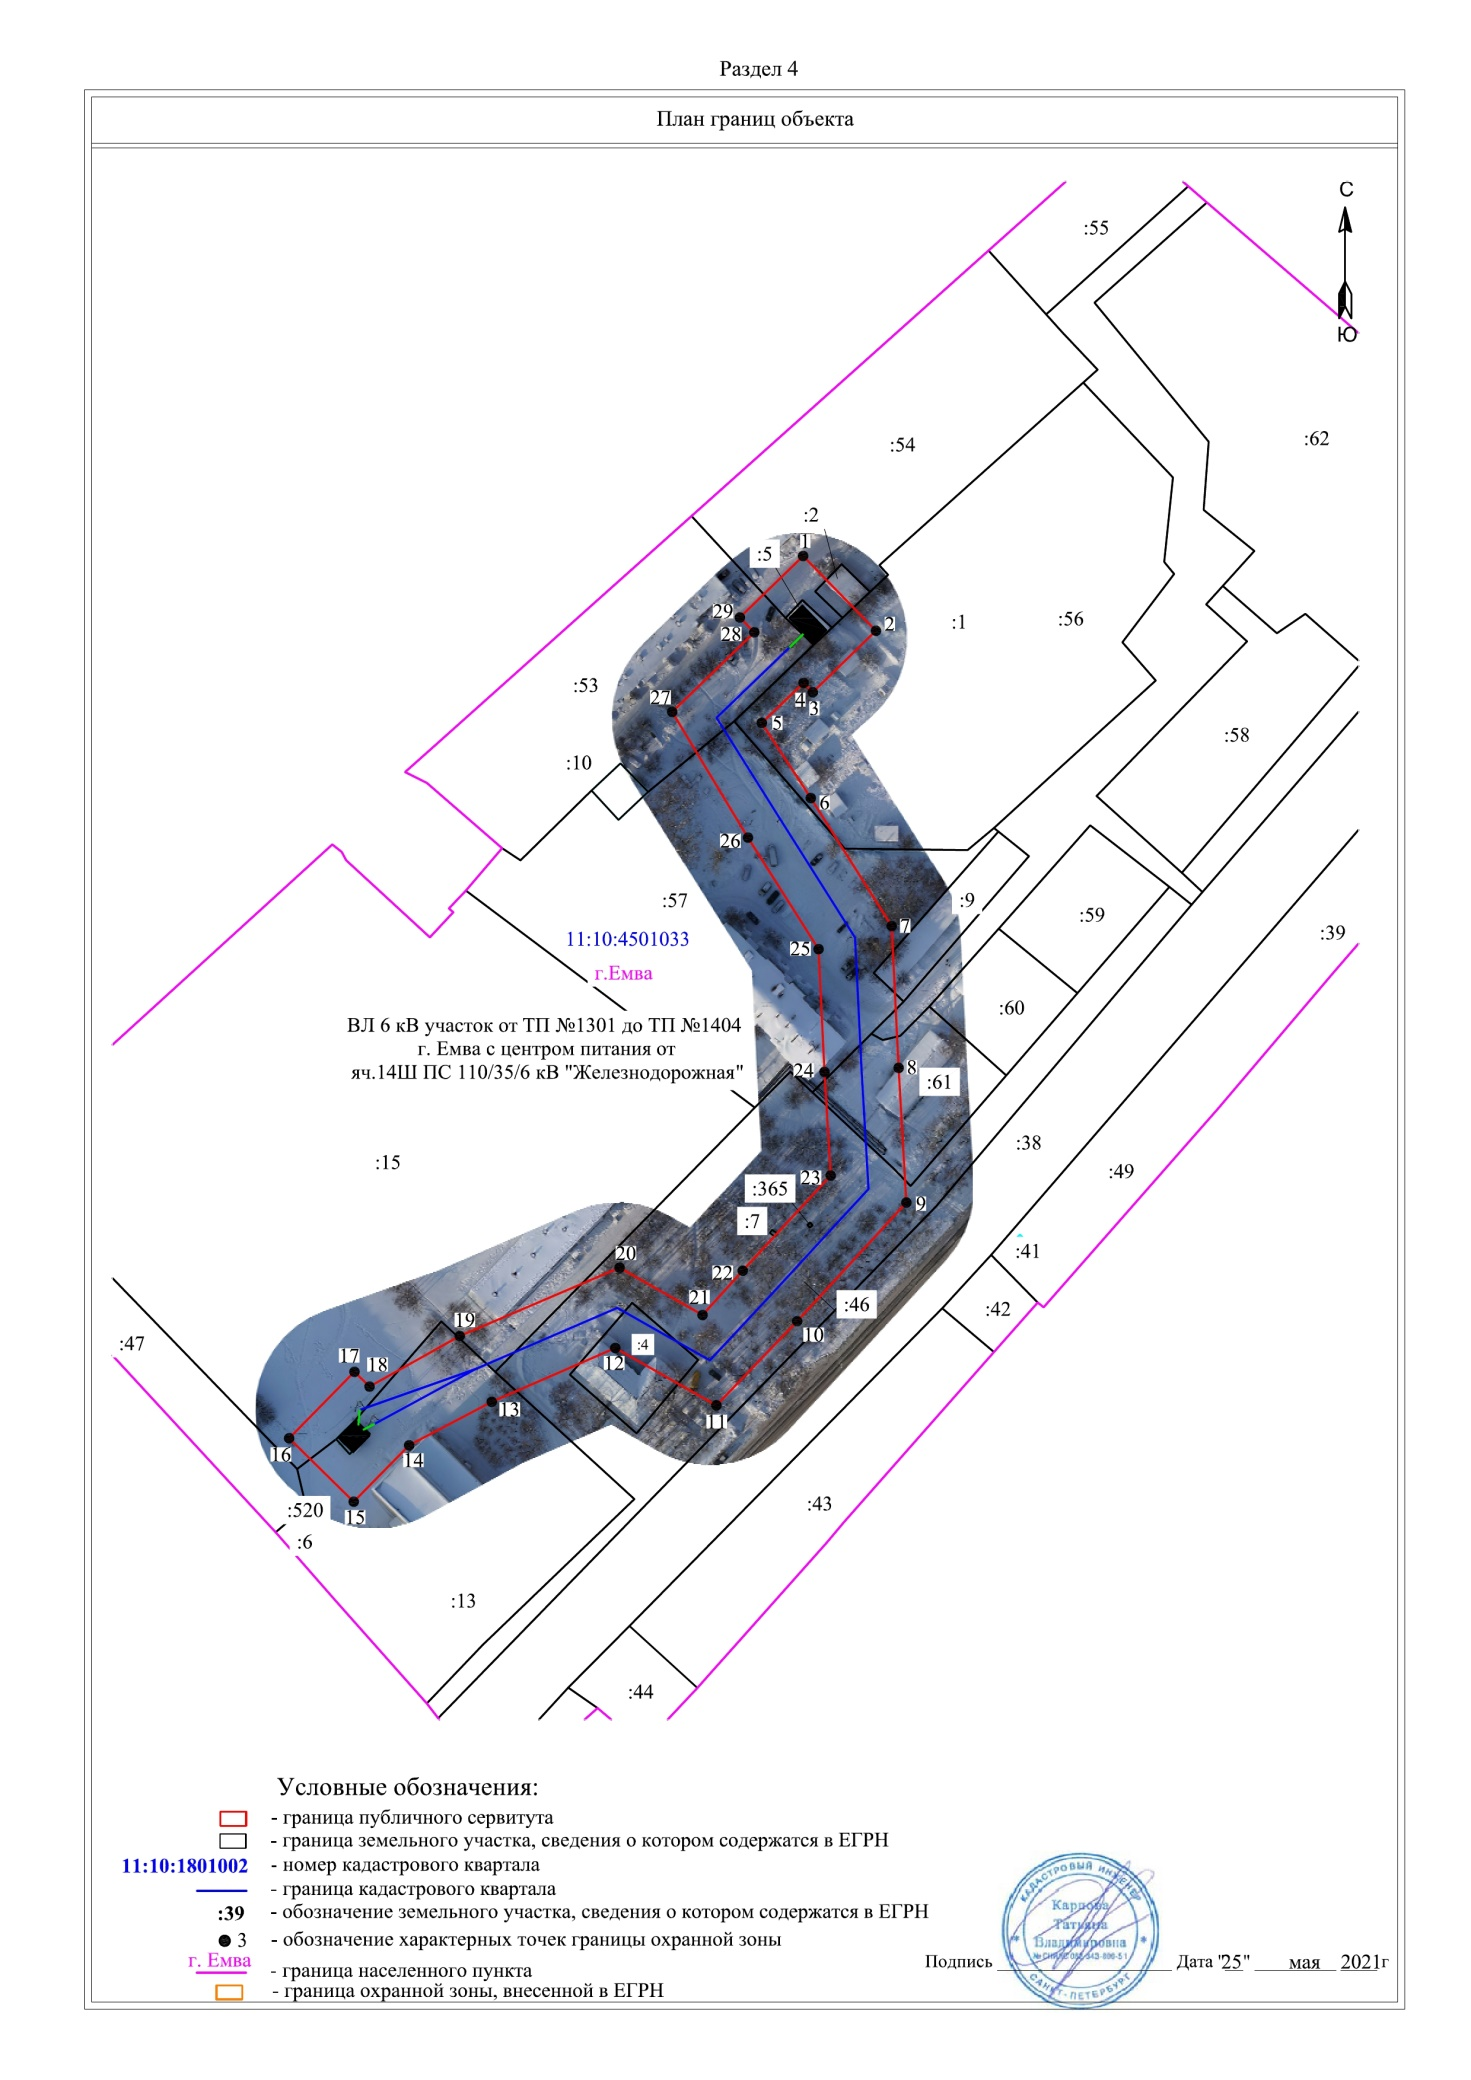 Раздел 4
План границ объекта
С
Ю
:55
:62
:54
:2
1
:5
29
28
2
:1
:56
:53
27
4
3
5
:10
:58
6
26
:57
:9
7
:59
:39
11:10:4501033
25
г.Емва
:60
ВЛ 6 кВ участок от ТП №1301 до ТП №1404
г. Емва с центром питания от
яч.14Ш ПС 110/35/6 кВ "Железнодорожная"
24
8
:61
:15
:38
:49
23
:365
9
:7
20
:41
22
21
:46
:42
19
10
:47
17
18
12
:4
13
11
16
14
:520
15
:43
:6
:13
:44
Условные обозначения:
- граница публичного сервитута
- граница земельного участка, сведения о котором содержатся в ЕГРН
11:10:1801002 - номер кадастрового квартала
- граница кадастрового квартала
:39 - обозначение земельного участка, сведения о котором содержатся в ЕГРН
3 - обозначение характерных точек границы охранной зоны
г. Емва
- граница населенного пункта
- граница охранной зоны, внесенной в ЕГРН
Подпись Дата "25" мая 2021г
КАДАСТРОВЫЙ ИНЖЕНЕР
Карпова
Татьяна
Владимировна
САНКТ-ПЕТЕРБУРГ